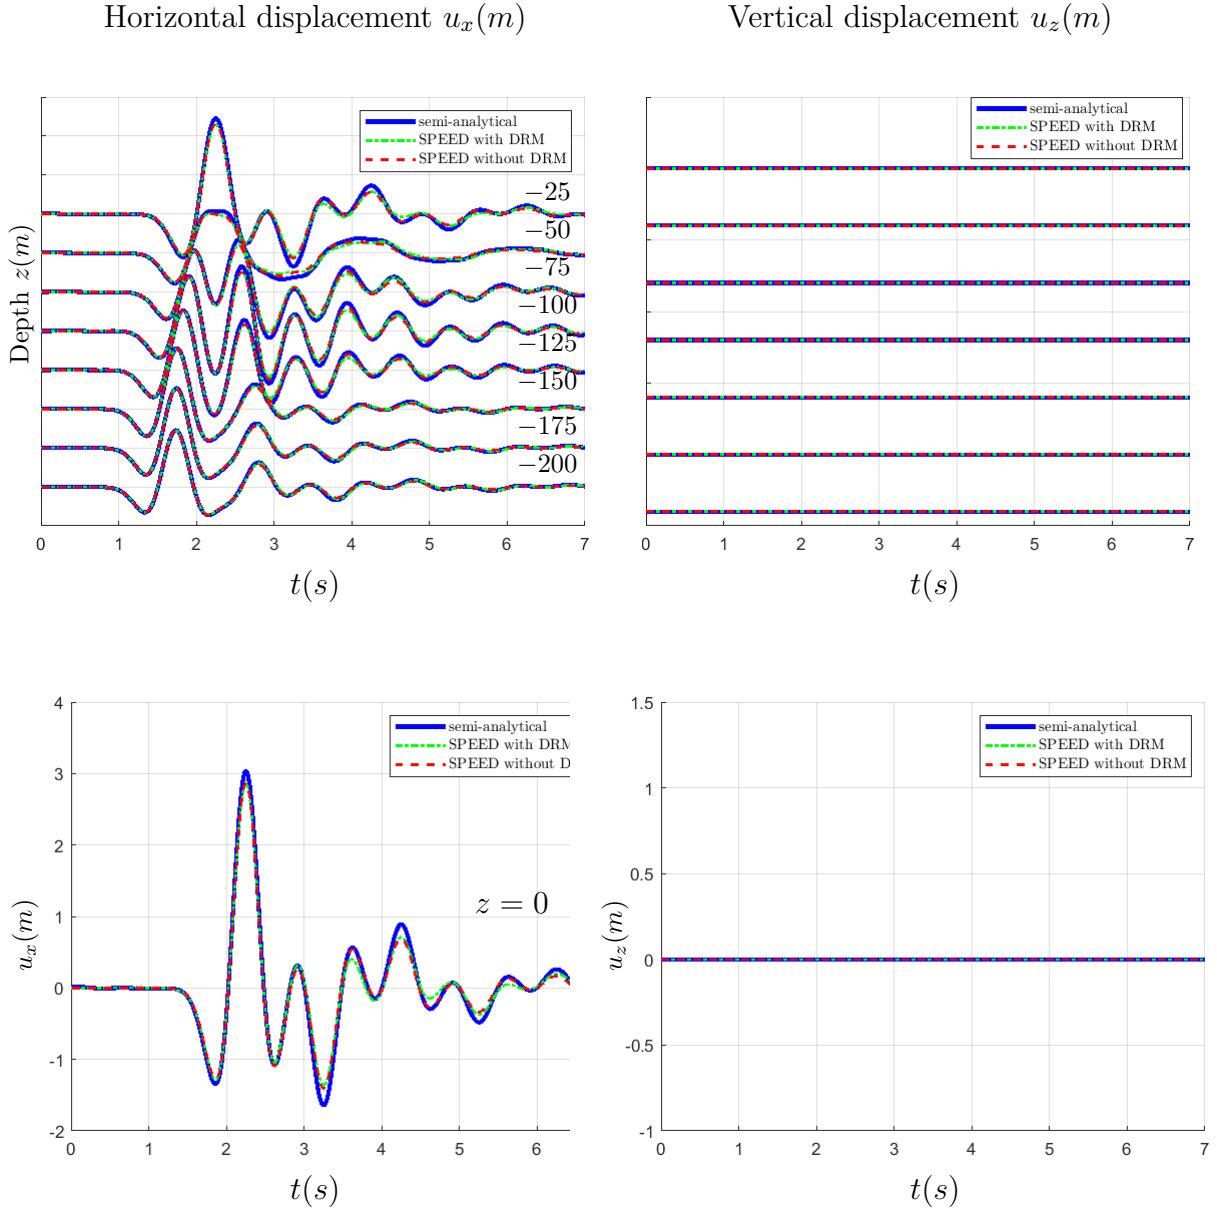 Horizontal displacement u_x(m)
Vertical displacement u_z(m)
semi-analytical
SPEED with DRM
SPEED without DRM
−25
−50
−75
−100
−125
−150
−175
−200
Depth z(m)
0 1 2 3 4 5 6 7
t(s)
semi-analytical
SPEED with DRM
SPEED without DRM
0 1 2 3 4 5 6 7
t(s)
4
3
2
1
0
-1
-2
semi-analytical
SPEED with DRM
SPEED without D
z = 0
u_x(m)
0 1 2 3 4 5 6
t(s)
1.5
1
0.5
0
-0.5
-1
semi-analytical
SPEED with DRM
SPEED without DRM
u_z(m)
0 1 2 3 4 5 6 7
t(s)